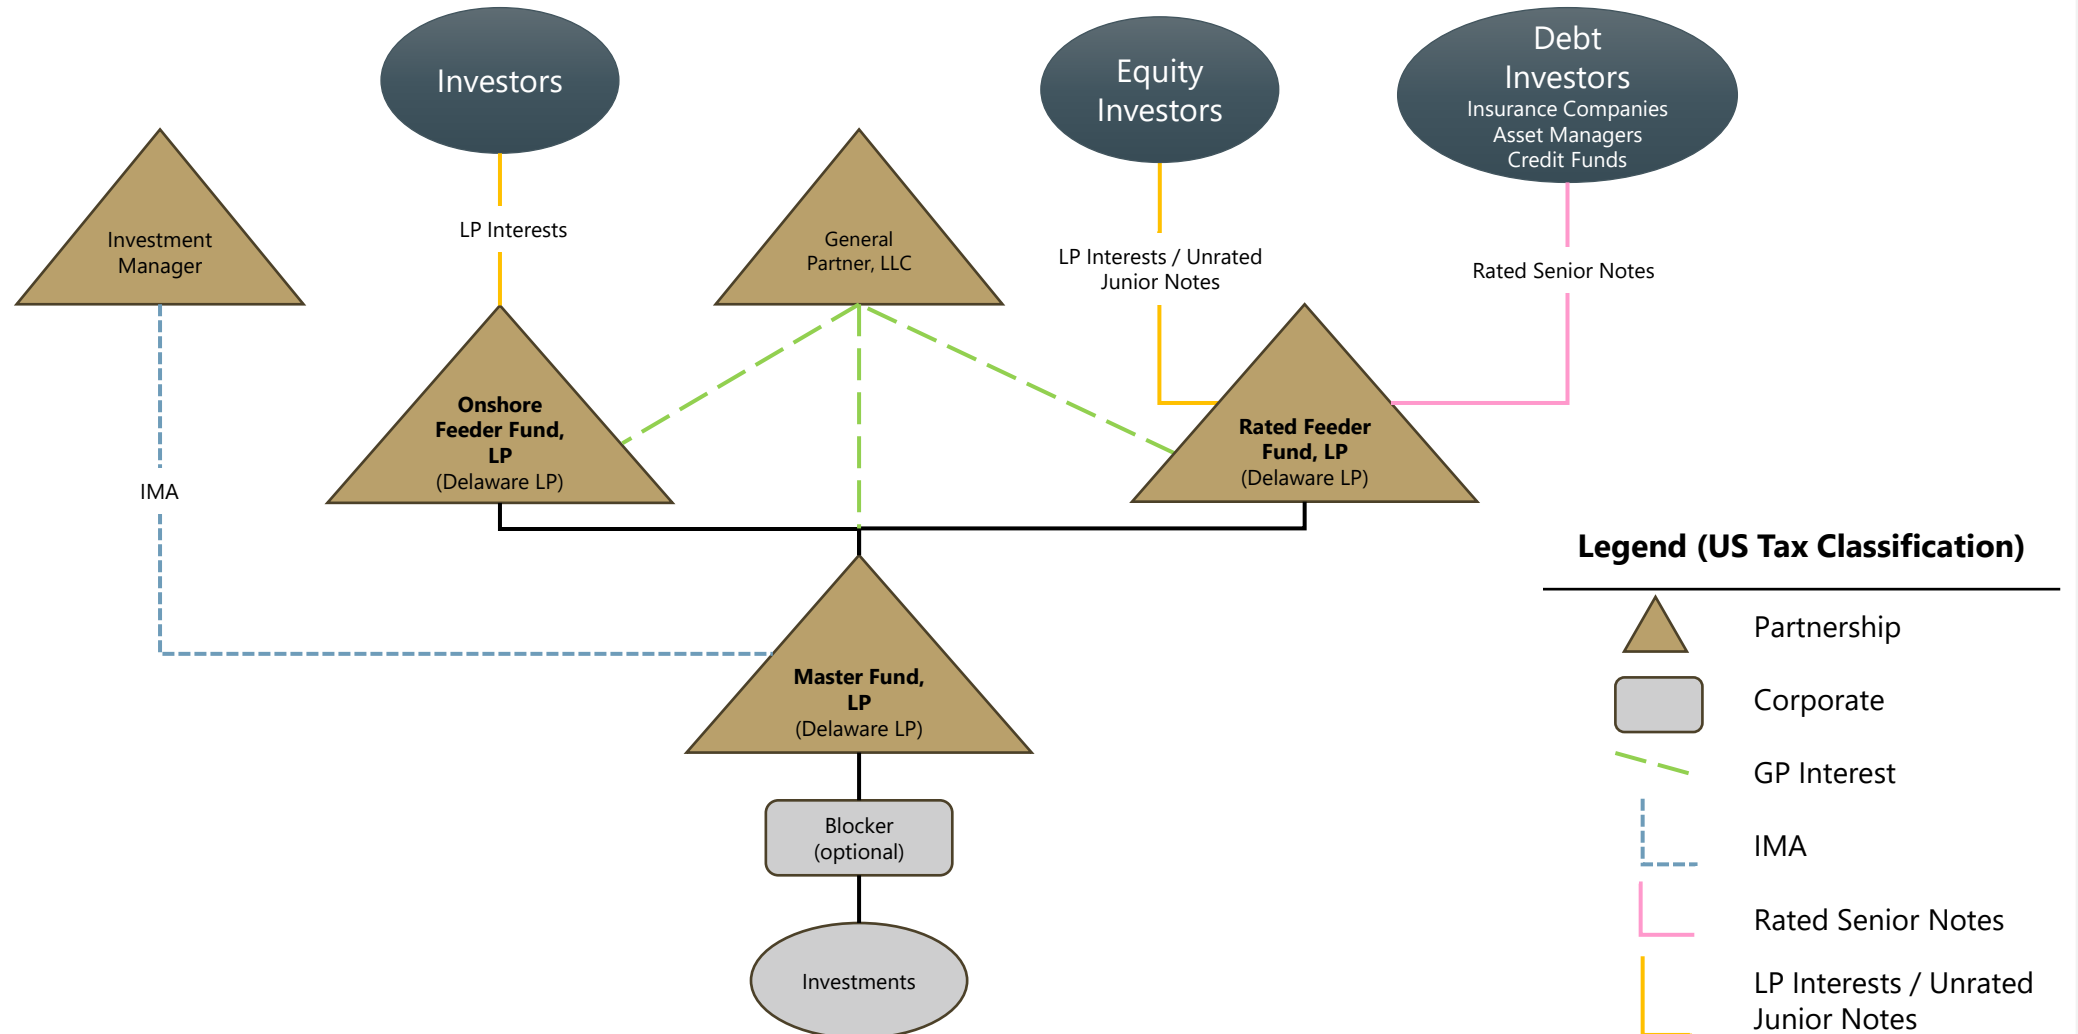 Investors
Equity
Investors
Debt
Investors
Insurance Companies
Asset Managers
Credit Funds
Investment
Manager
LP Interests
General
Partner, LLC
LP Interests / Unrated
Junior Notes
Rated Senior Notes
Onshore
Feeder Fund,
LP
(Delaware LP)
Rated Feeder
Fund, LP
(Delaware LP)
IMA
Master Fund,
LP
(Delaware LP)
Blocker
(optional)
Investments
Legend (US Tax Classification)
Partnership
Corporate
GP Interest
IMA
Rated Senior Notes
LP Interests / Unrated
Junior Notes